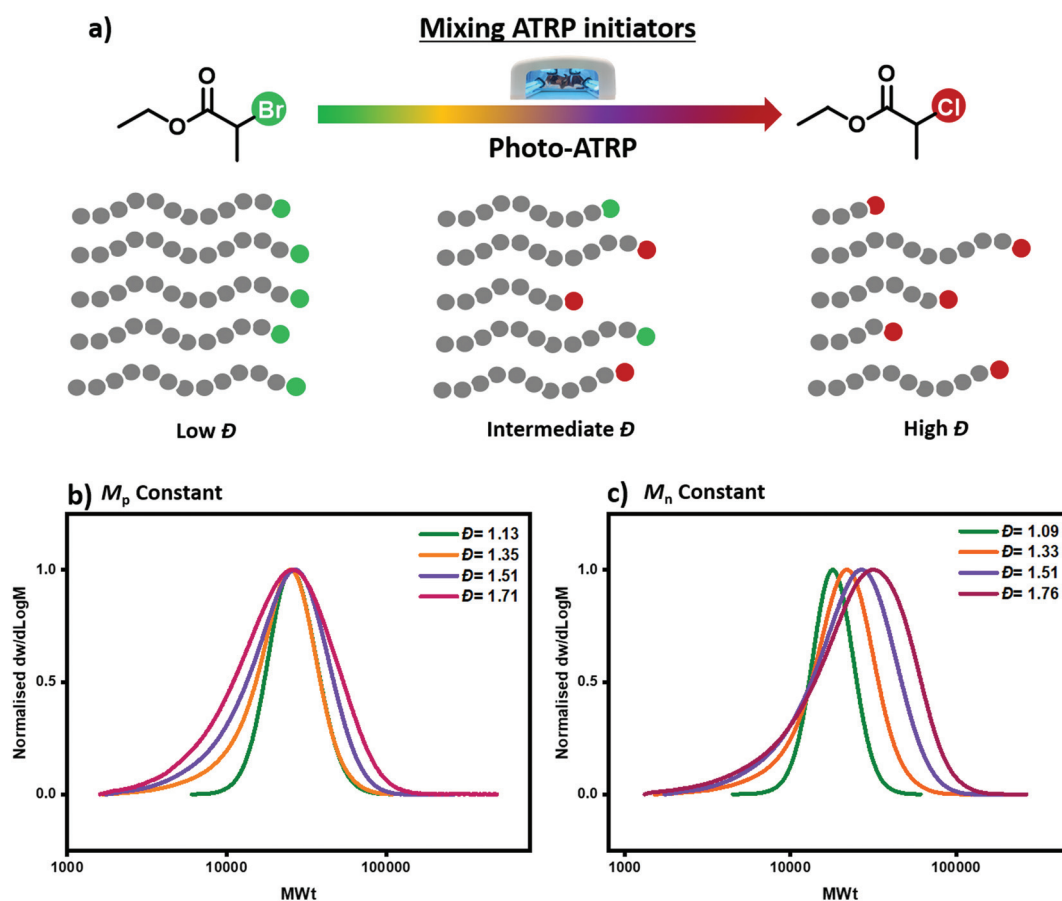 a)
Mixing ATRP initiators
O
Br
O
O
Cl
O
Photo-ATRP
Low Đ
Intermediate Đ
High Đ
b) Mp Constant
Đ= 1.13
Đ= 1.35
Đ= 1.51
Đ= 1.71
Normalised dw/dLogM
1.0
0.5
0.0
1000
10000
100000
MWt
c) Mn Constant
Đ= 1.09
Đ= 1.33
Đ= 1.51
Đ= 1.76
Normalised dw/dLogM
1.0
0.5
0.0
1000
10000
100000
MWt